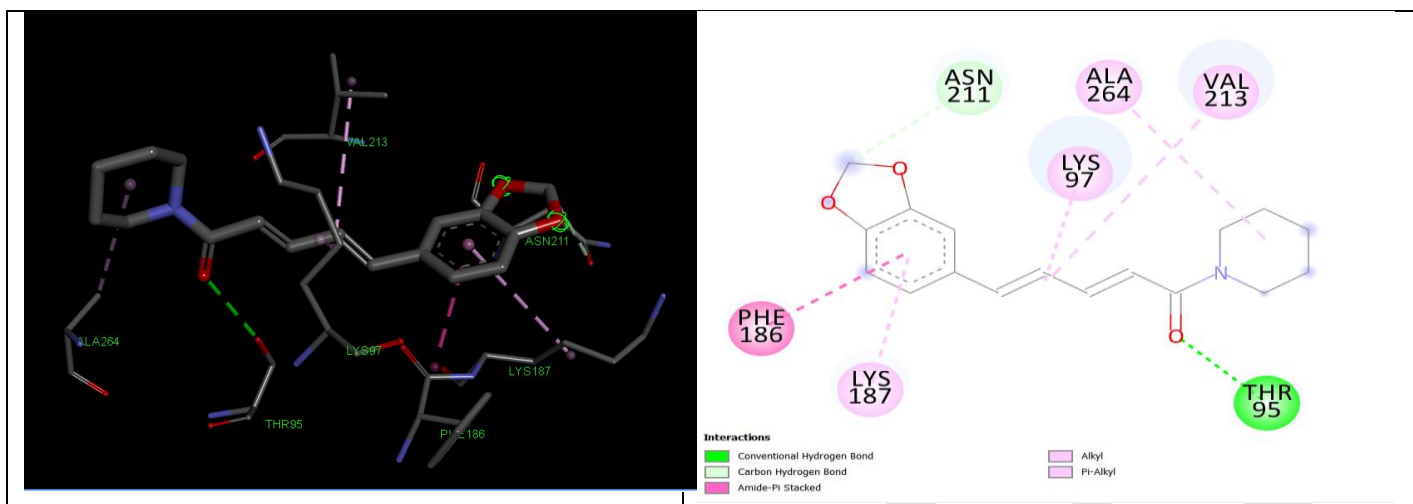 VAL213
ASN211
ALA264
LYS97
LYS187
THR95
PHE186
ASN
211
ALA
264
VAL
213
LYS
97
PHE
186
LYS
187
O
O
N
O
THR
95
Interactions
Conventional Hydrogen Bond
Carbon Hydrogen Bond
Amide-Pi Stacked
Alkyl
Pi-Alkyl